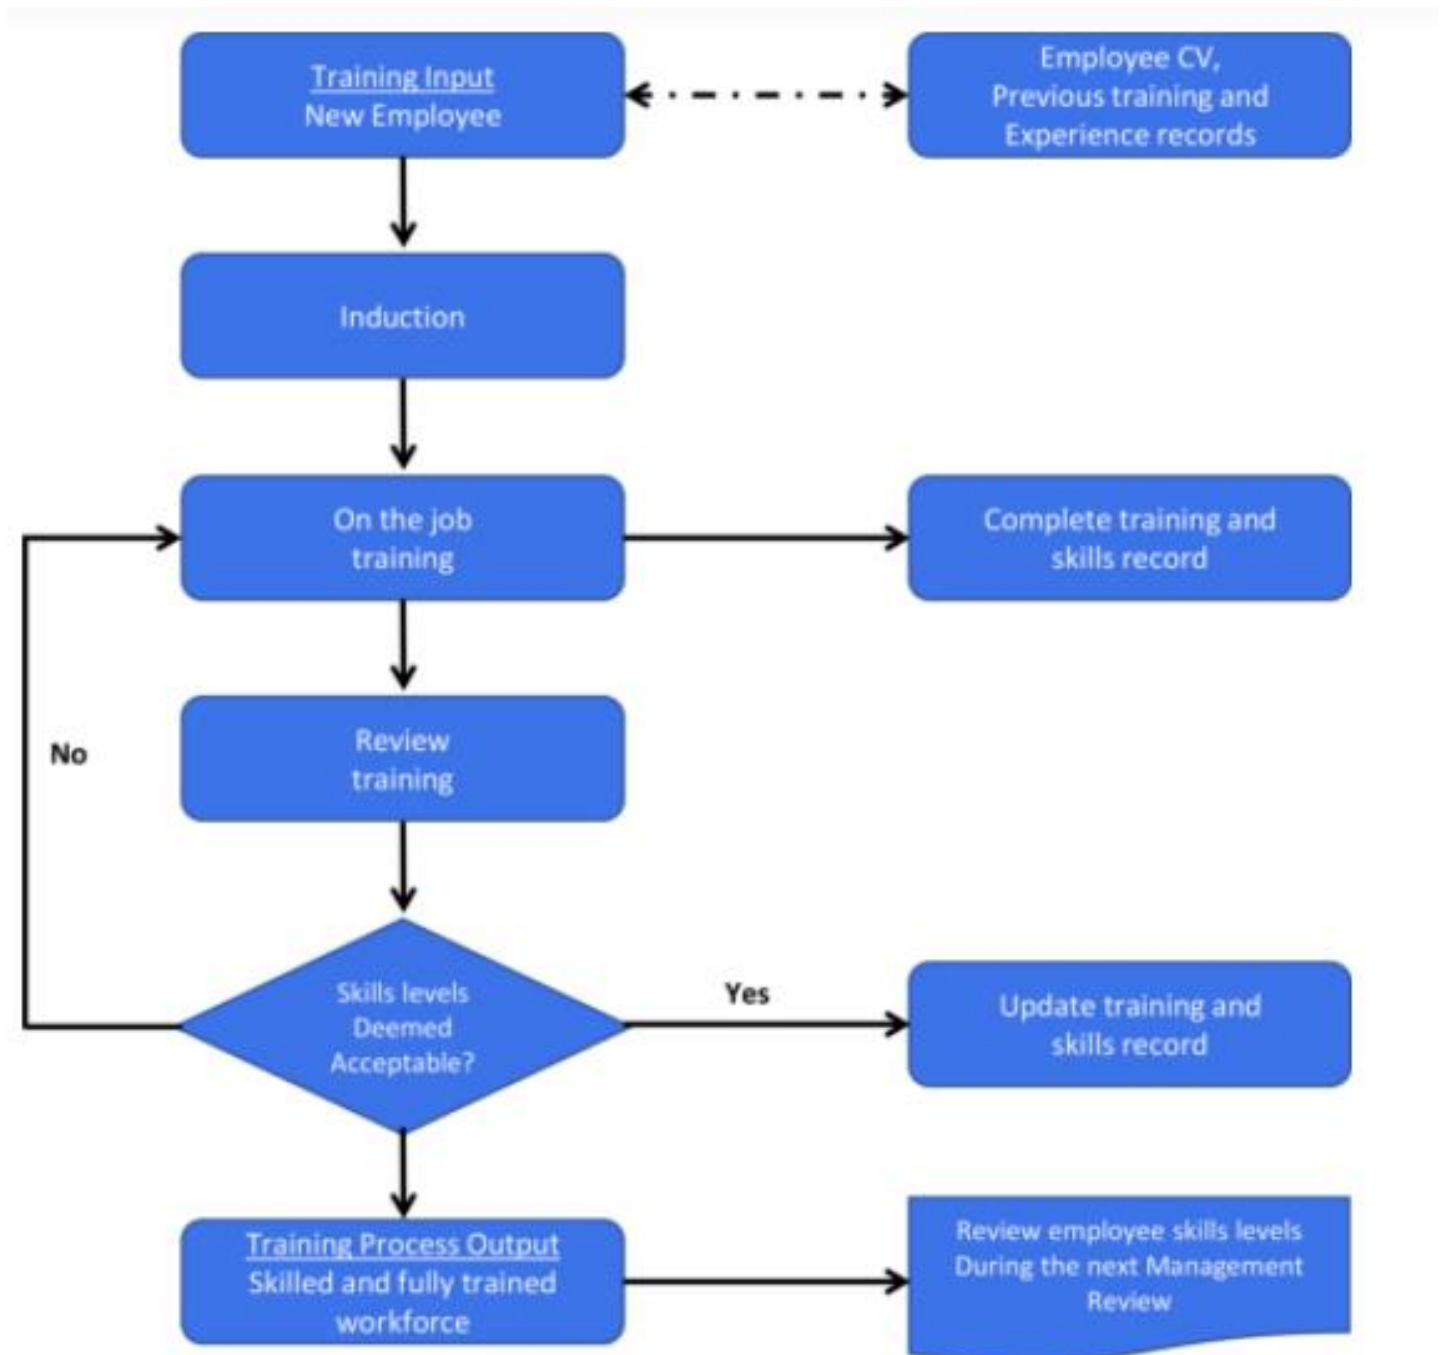 Training Input
New Employee
Employee CV,
Previous training and
Experience records
Induction
On the job
training
Complete training and
skills record
No
Review
training
Skills levels
Deemed
Acceptable?
Yes
Update training and
skills record
Training Process Output
Skilled and fully trained
workforce
Review employee skills levels
During the next Management
Review